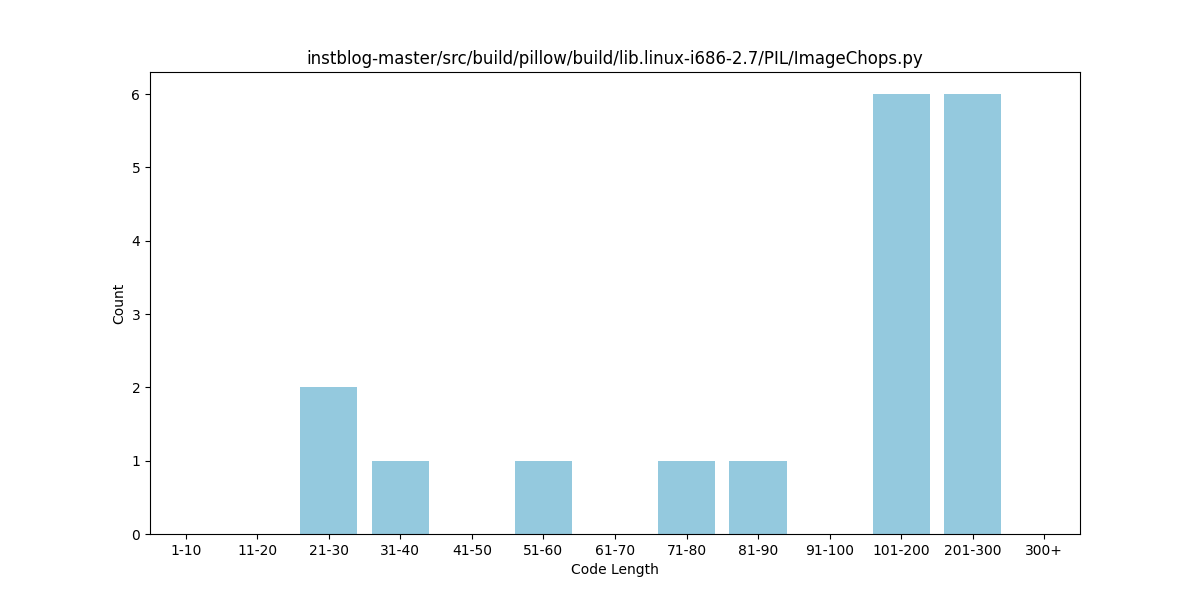 instblog-master/src/build/pillow/build/lib.linux-i686-2.7/PIL/ImageChops.py
6
5
4
3
2
1
0
Count
1-10 11-20 21-30 31-40 41-50 51-60 61-70 71-80 81-90 91-100 101-200 201-300 300+
Code Length